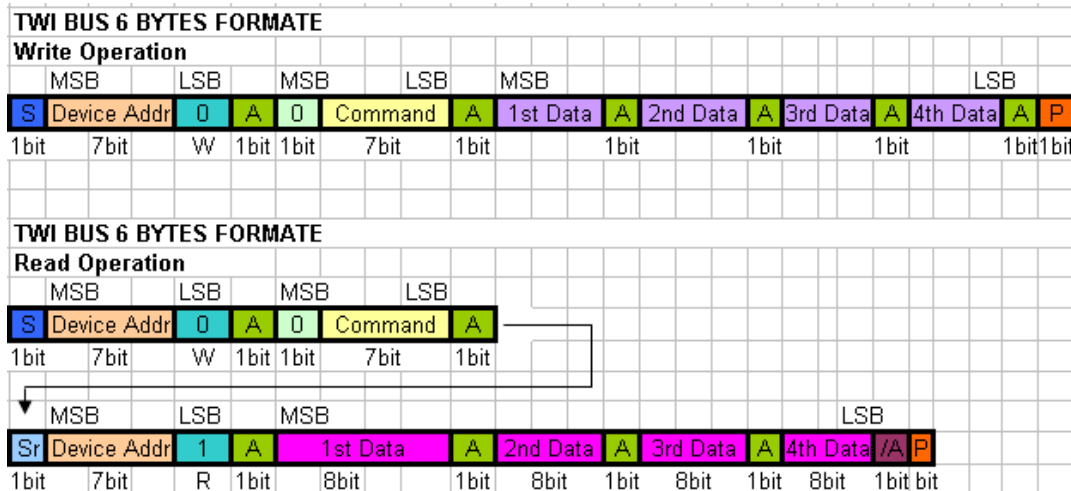 TWI BUS 6 BYTES FORMATE
Write Operation
MSB LSB MSB LSB MSB LSB
S Device Addr 0 A 0 Command A 1st Data A 2nd Data A 3rd Data A 4th Data A P
1bit 7bit W 1bit 1bit 7bit 1bit 1bit 1bit 1bit 1bit 1bit
TWI BUS 6 BYTES FORMATE
Read Operation
MSB LSB MSB LSB
S Device Addr 0 A 0 Command A
1bit 7bit W 1bit 1bit 7bit 1bit
MSB LSB MSB LSB
Sr Device Addr 1 A 1st Data A 2nd Data A 3rd Data A 4th Data /A P
1bit 7bit R 1bit 8bit 1bit 8bit 1bit 8bit 1bit 8bit 1bit bit